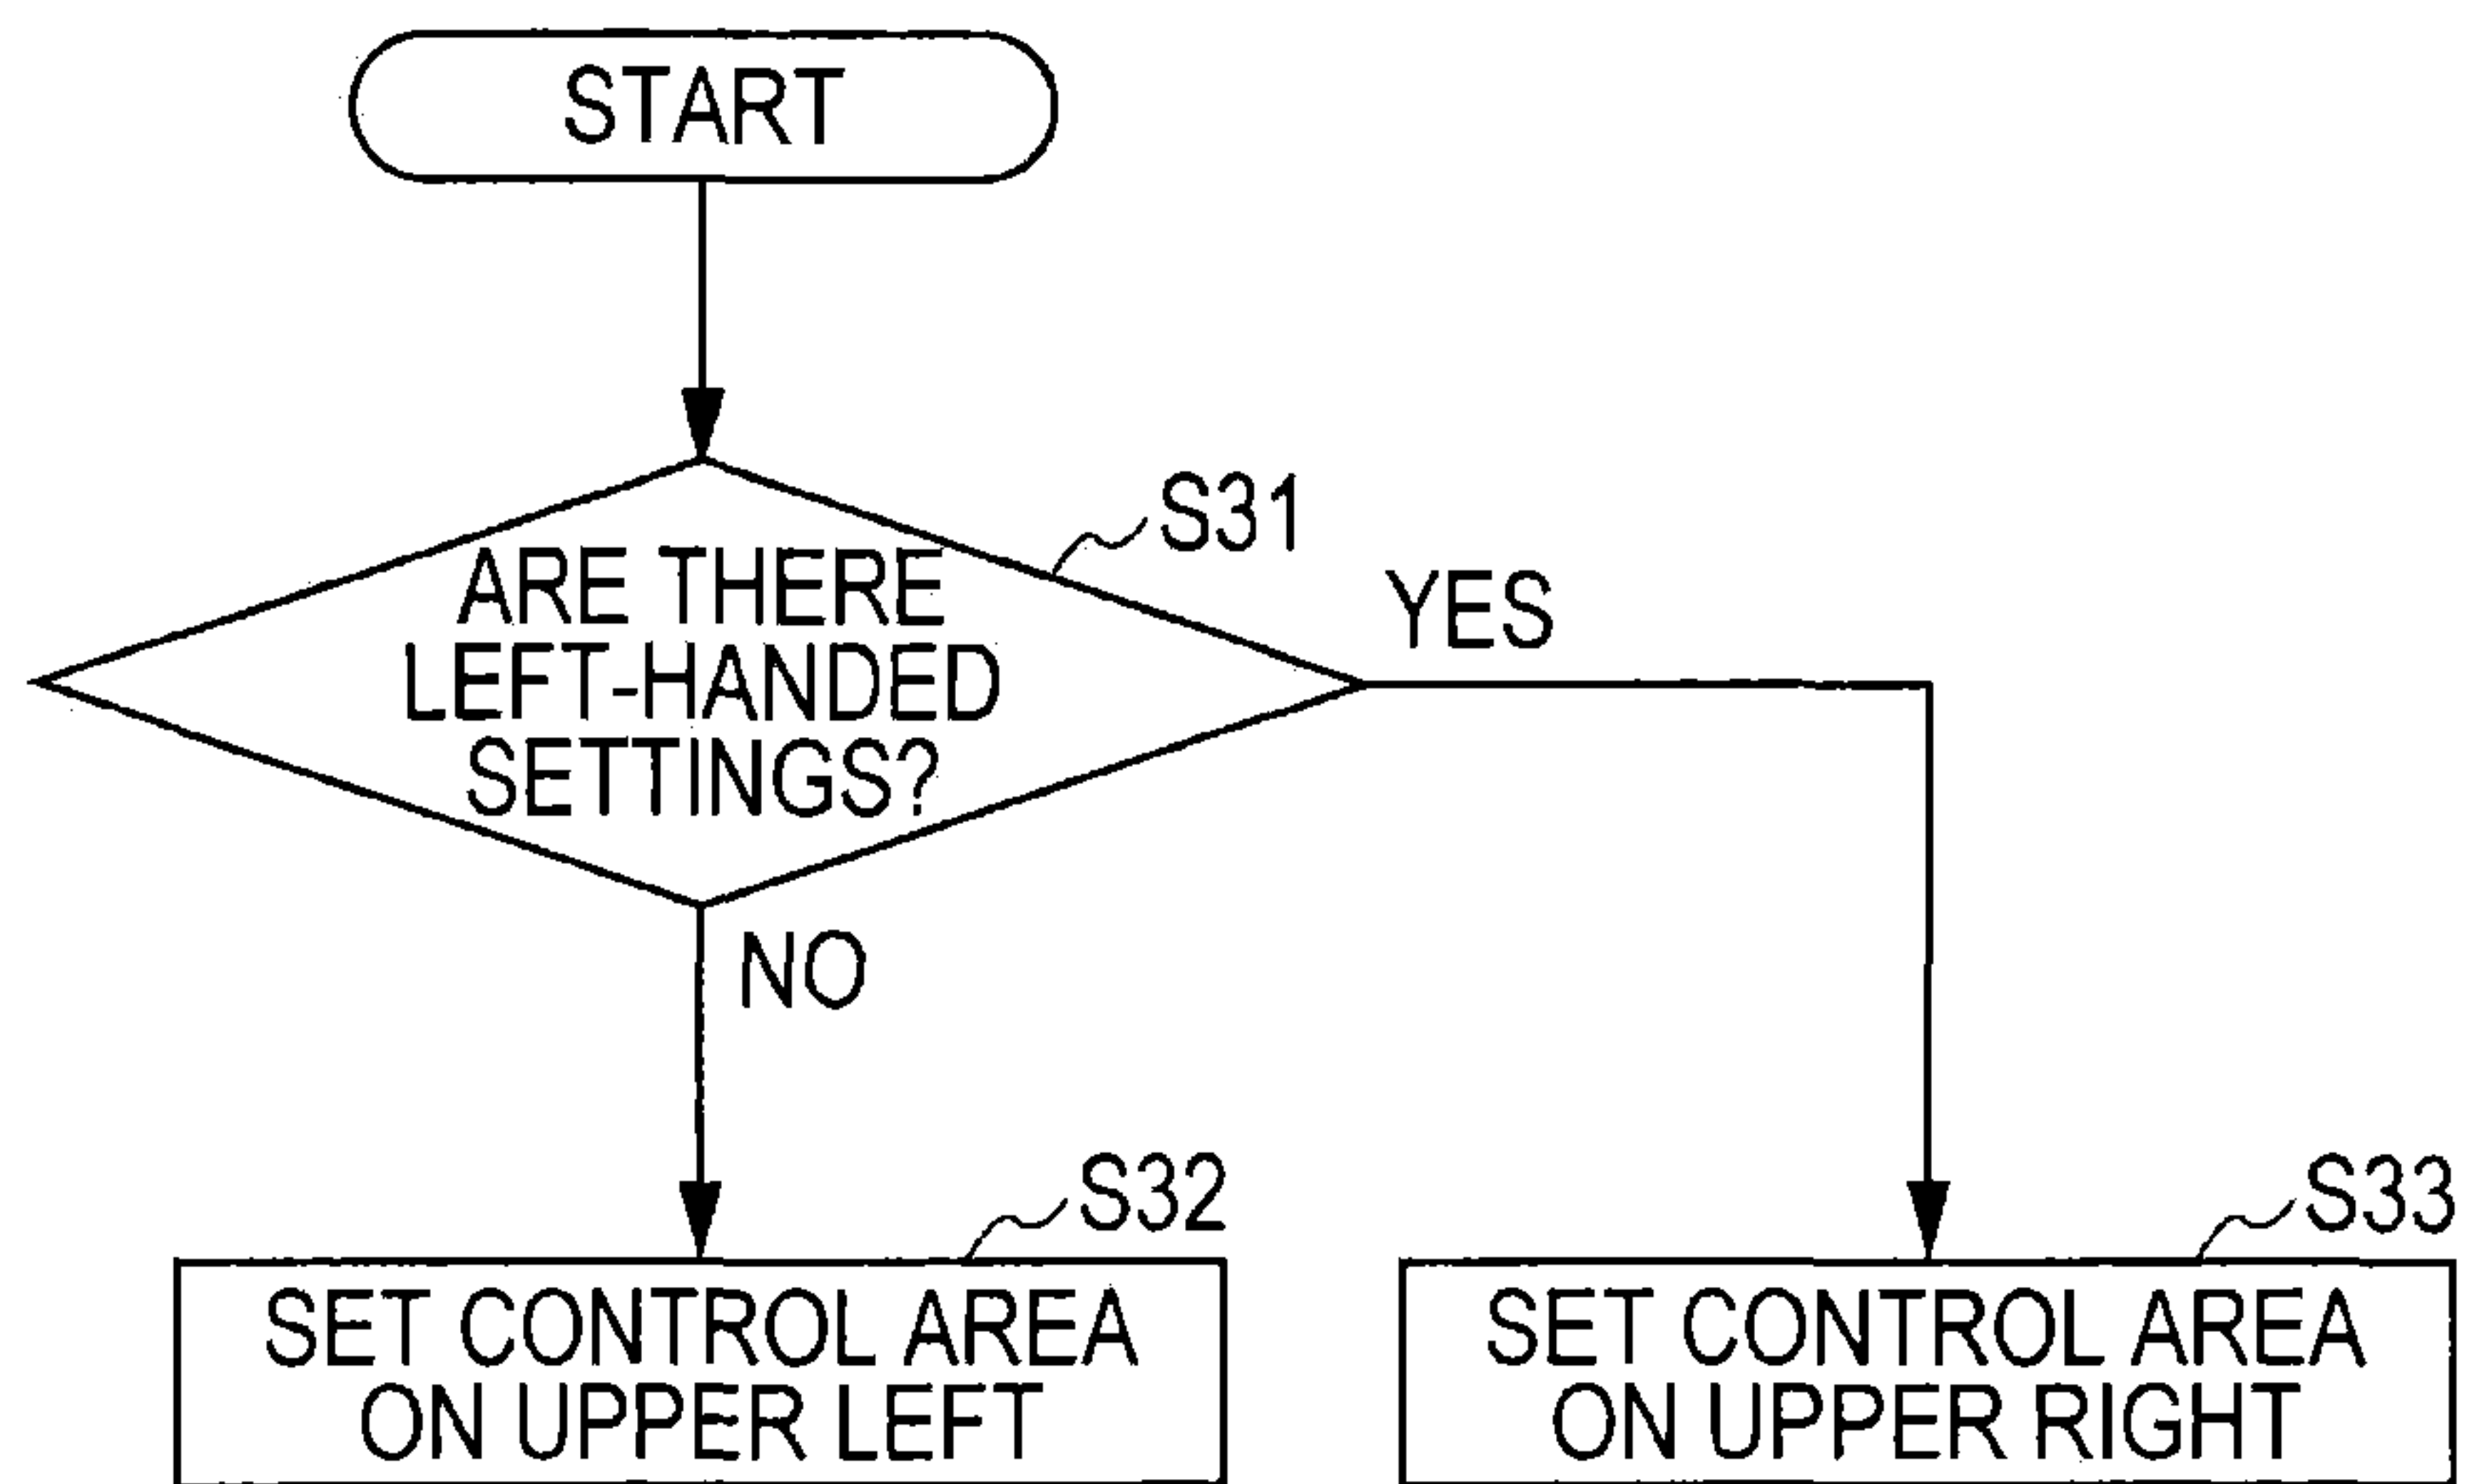 START
S31
ARE THERE
LEFT-HANDED
SETTINGS?
YES
NO
S32
S33
SET CONTROL AREA
ON UPPER LEFT
SET CONTROL AREA
ON UPPER RIGHT